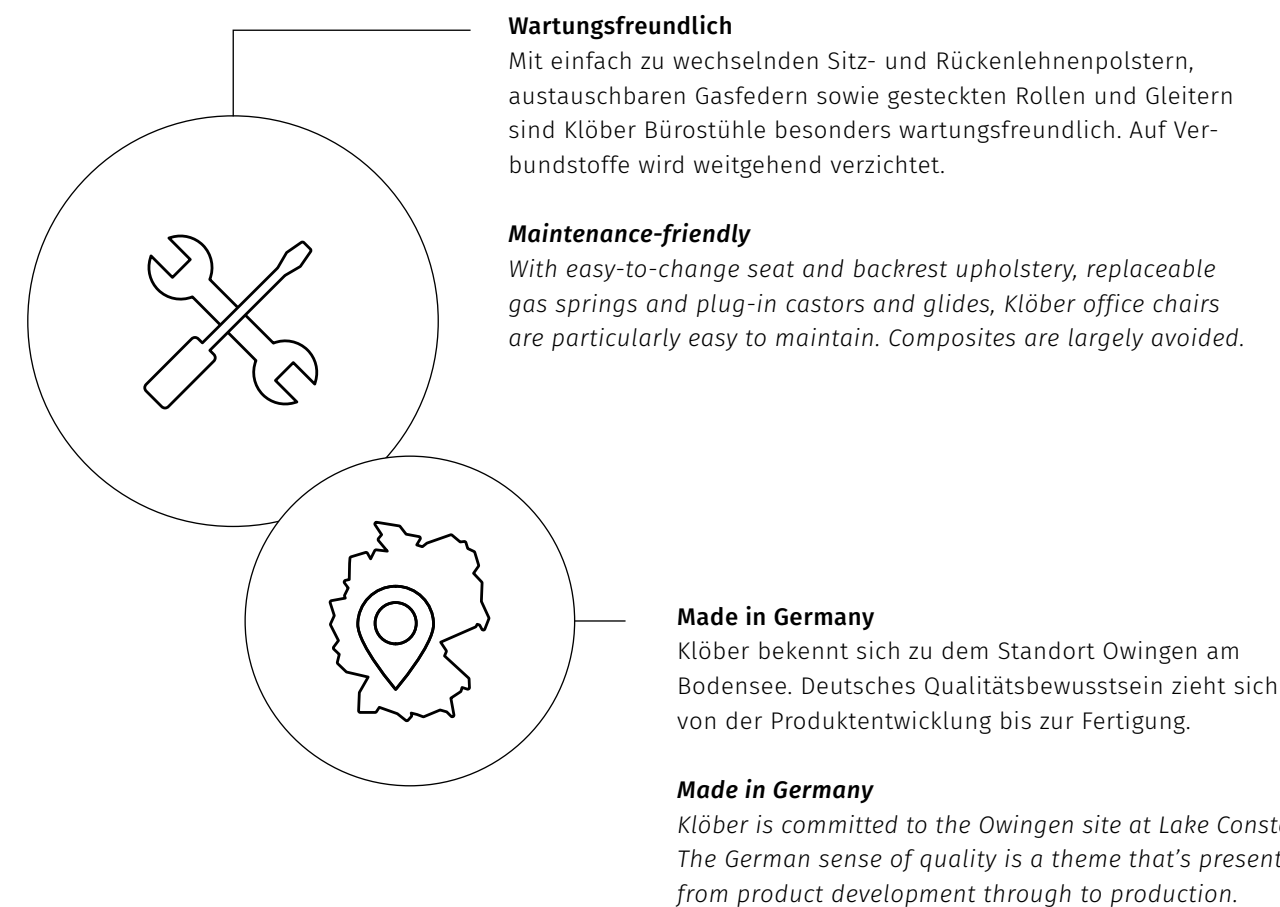 Wartungsfreundlich
Mit einfach zu wechselnden Sitz- und Rückenlehnenpolstern,
austauschbaren Gasfedern sowie gesteckten Rollen und Gleitern
sind Klöber Bürostühle besonders wartungsfreundlich. Auf Ver-
bundstoffe wird weitgehend verzichtet.
Maintenance-friendly
With easy-to-change seat and backrest upholstery, replaceable
gas springs and plug-in castors and glides, Klöber office chairs
are particularly easy to maintain. Composites are largely avoided.
Made in Germany
Klöber bekennt sich zu dem Standort Owingen am
Bodensee. Deutsches Qualitätsbewusstsein zieht sich
von der Produktentwicklung bis zur Fertigung.
Made in Germany
Klöber is committed to the Owingen site at Lake
The German sense of quality is a theme that’s present
from product development through to production.